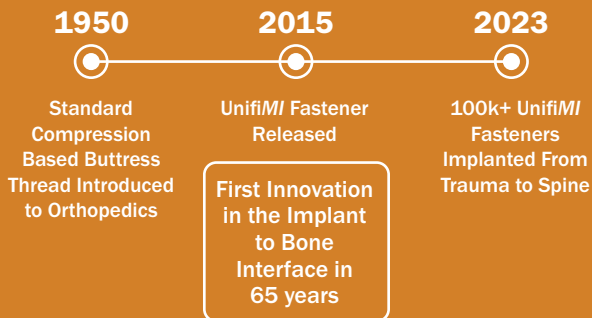 1950
Standard
Compression
Based Buttress
Thread Introduced
to Orthopedics
2015
UnifiMI Fastener
Released
First Innovation
in the Implant
to Bone
Interface in
65 years
2023
100k+ UnifiMI
Fasteners
Implanted From
Trauma to Spine